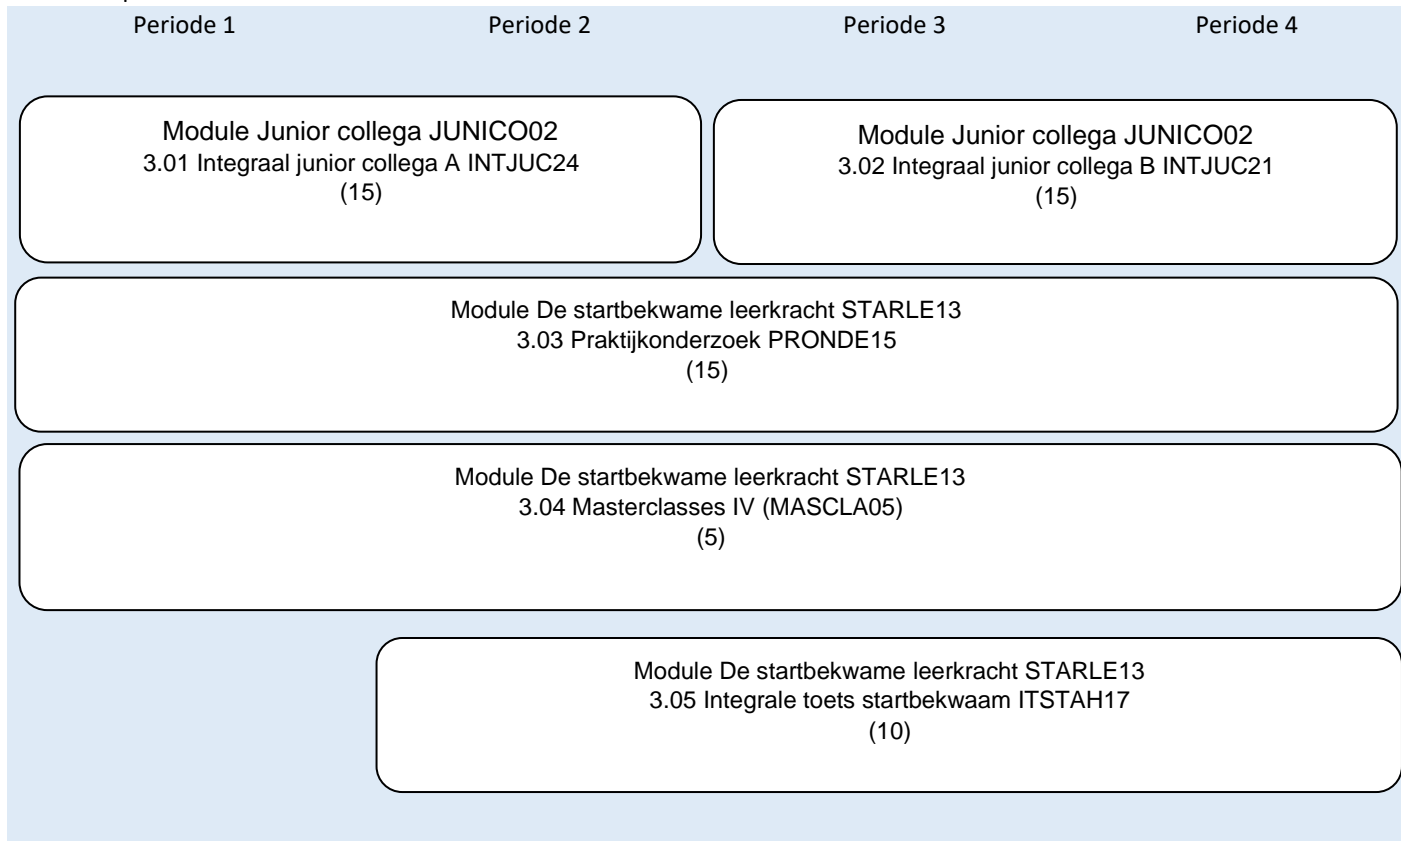 Periode 1 Periode 2 Periode 3 Periode 4
Module Junior collega JUNICO02
3.01 Integraal junior collega A INTJUC24
(15)
Module Junior collega JUNICO02
3.02 Integraal junior collega B INTJUC21
(15)
Module De startbekwame leerkracht STARLE13
3.03 Praktijkonderzoek PRONDE15
(15)
Module De startbekwame leerkracht STARLE13
3.04 Masterclasses IV (MASCLA05)
(5)
Module De startbekwame leerkracht STARLE13
3.05 Integrale toets startbekwaam ITSTAH17
(10)